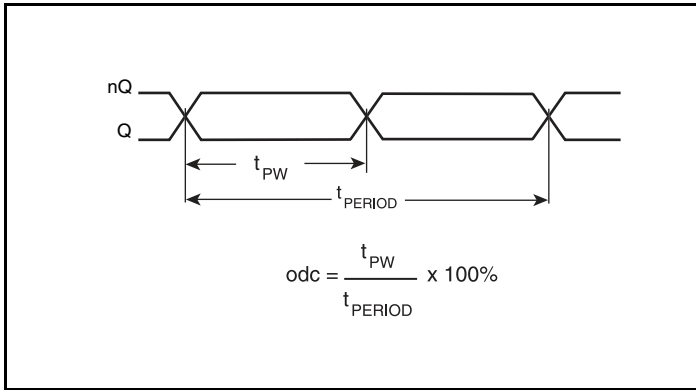 nQ
Q
tPW
tPERIOD
odc = tPW / tPERIOD x 100%